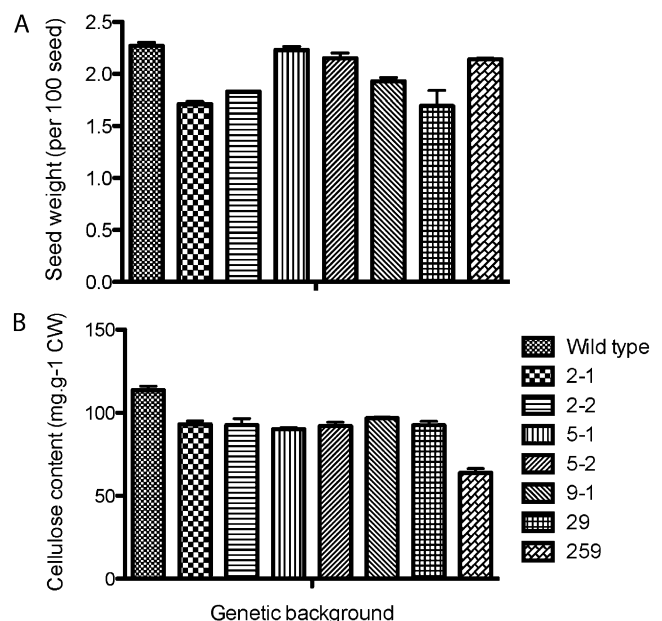 A
Seed weight (per 100 seed)
2.5
2.0
1.5
1.0
0.5
0.0
B
Cellulose content (mg.g-1 CW)
150
100
50
0
Genetic background
Wild type
2-1
2-2
5-1
5-2
9-1
29
259